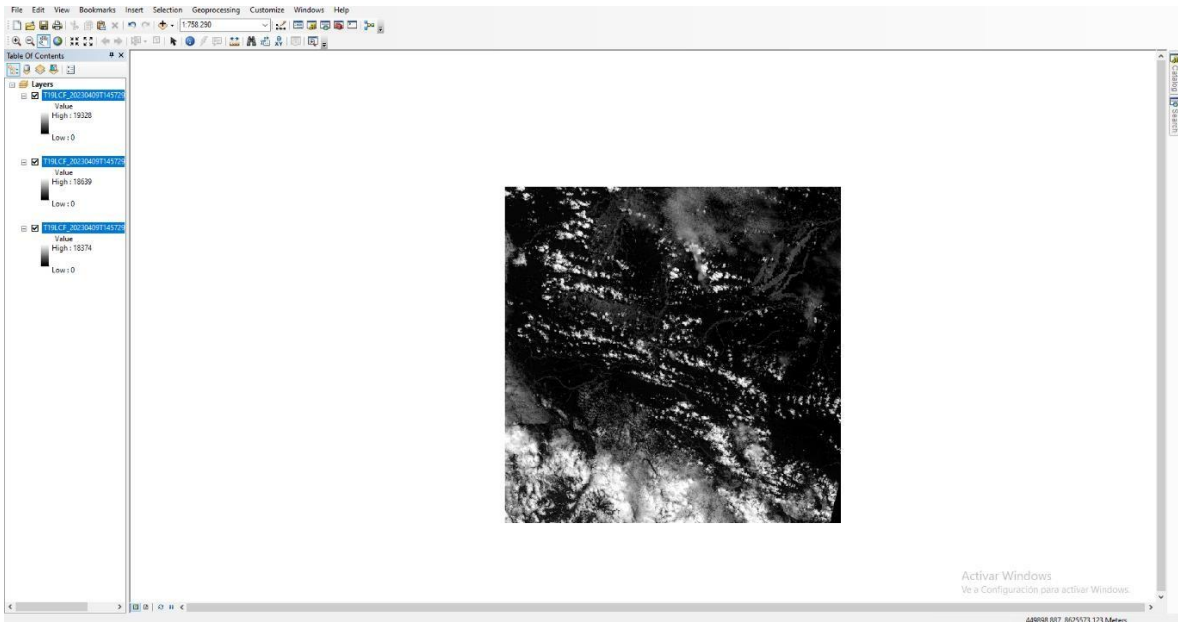 File Edit View Bookmarks Insert Selection Geoprocessing Customize Windows Help
1:758.290
Table Of Contents
Layers
T19LCF_20230409T145729
Value
High : 19328
Low : 0
T19LCF_20230409T145729
Value
High : 18639
Low : 0
T19LCF_20230409T145729
Value
High : 18374
Low : 0
Catalog
Search
Activar Windows
Ve a Configuración para activar Windows.
449898,887 8625573,123 Meters